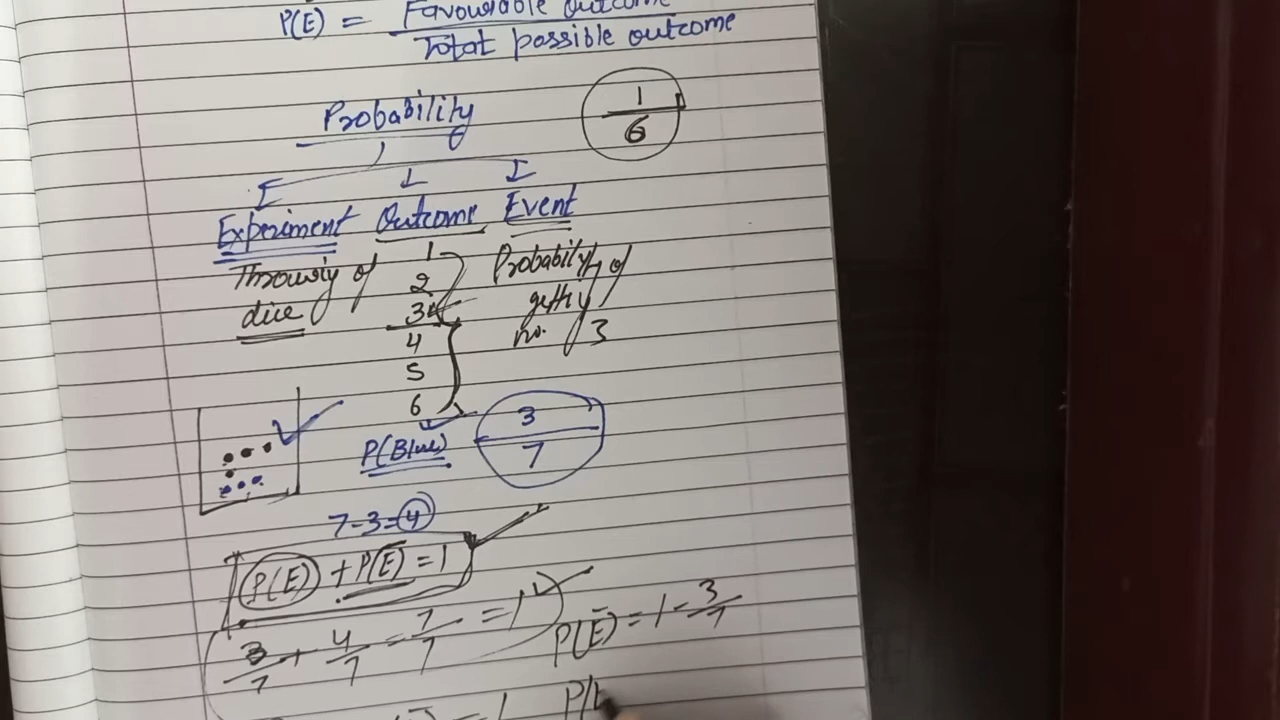 P(E) = Favourable outcome
Total possible outcome
Probability
1
6
Experiment Outcome Event
Throwing of dice
1
2
3
4
5
6
Probability of
getting
no. 3
P(Blue) 3
7
7-3=4
P(E) + P(E̅) = 1
3/7 + 4/7 = 7/7 = 1
P(E̅) = 1 - 3/7